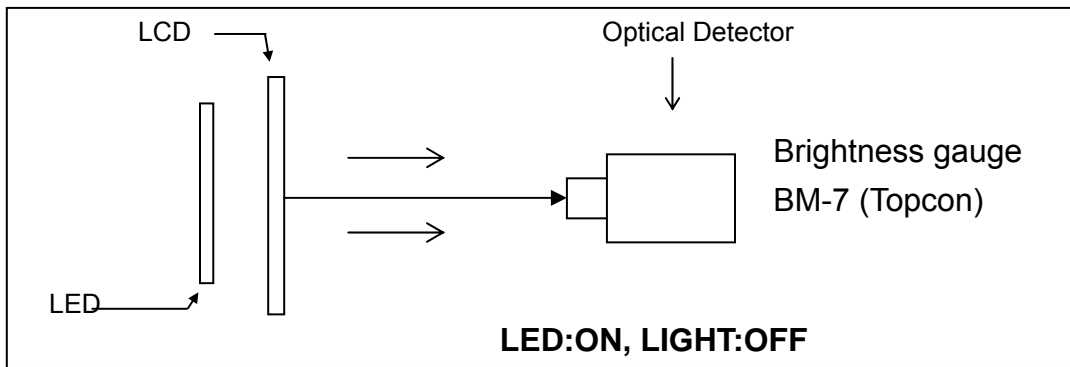 LCD
Optical Detector
Brightness gauge
BM-7 (Topcon)
LED
LED:ON, LIGHT:OFF